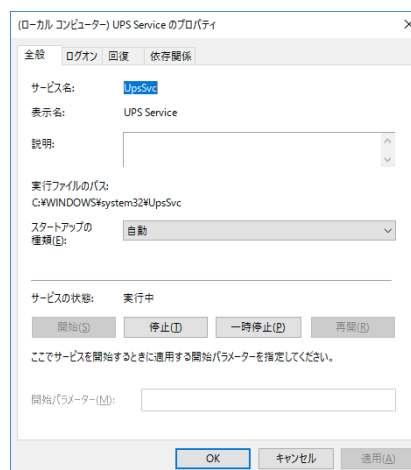 (ローカル コンピューター) UPS Service のプロパティ
全般 ログオン 回復 依存関係
サービス名: UpsSvc
表示名: UPS Service
説明:
実行ファイルのパス:
C:¥WINDOWS¥system32¥UpsSvc
スタートアップの
種類(E): 自動
サービスの状態: 実行中
開始(S) 停止(T) 一時停止(P) 再開(R)
ここでサービスを開始するときに適用する開始パラメーターを指定してください。
開始パラメーター(M):
OK キャンセル 適用(A)